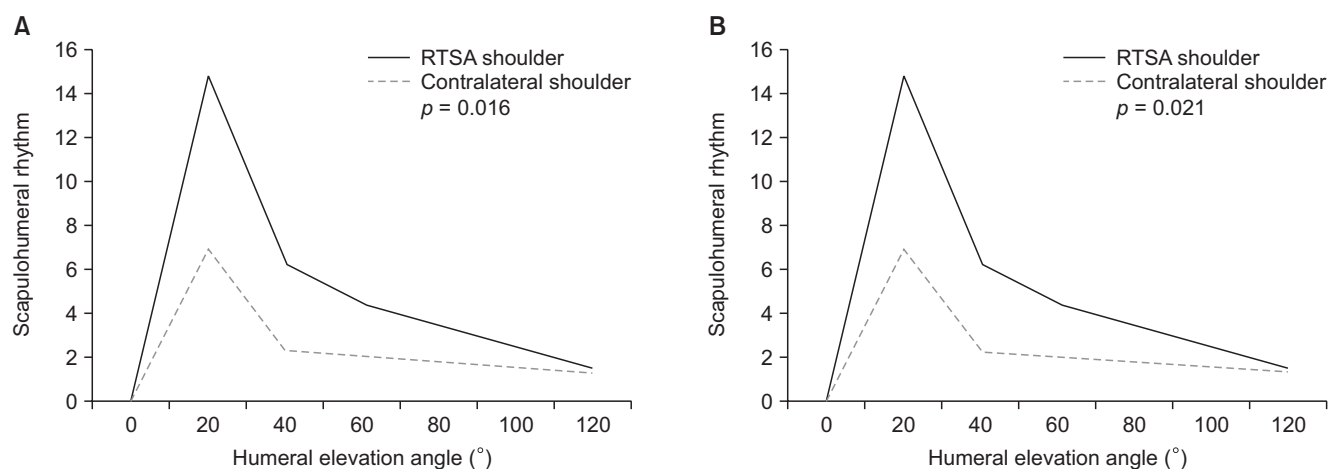 A
16
14
12
10
8
6
4
2
0
Scapulohumeral rhythm
RTSA shoulder
Contralateral shoulder
p = 0.016
0 20 40 60 80 100 120
Humeral elevation angle (°)
B
16
14
12
10
8
6
4
2
0
Scapulohumeral rhythm
RTSA shoulder
Contralateral shoulder
p = 0.021
0 20 40 60 80 100 120
Humeral elevation angle (°)